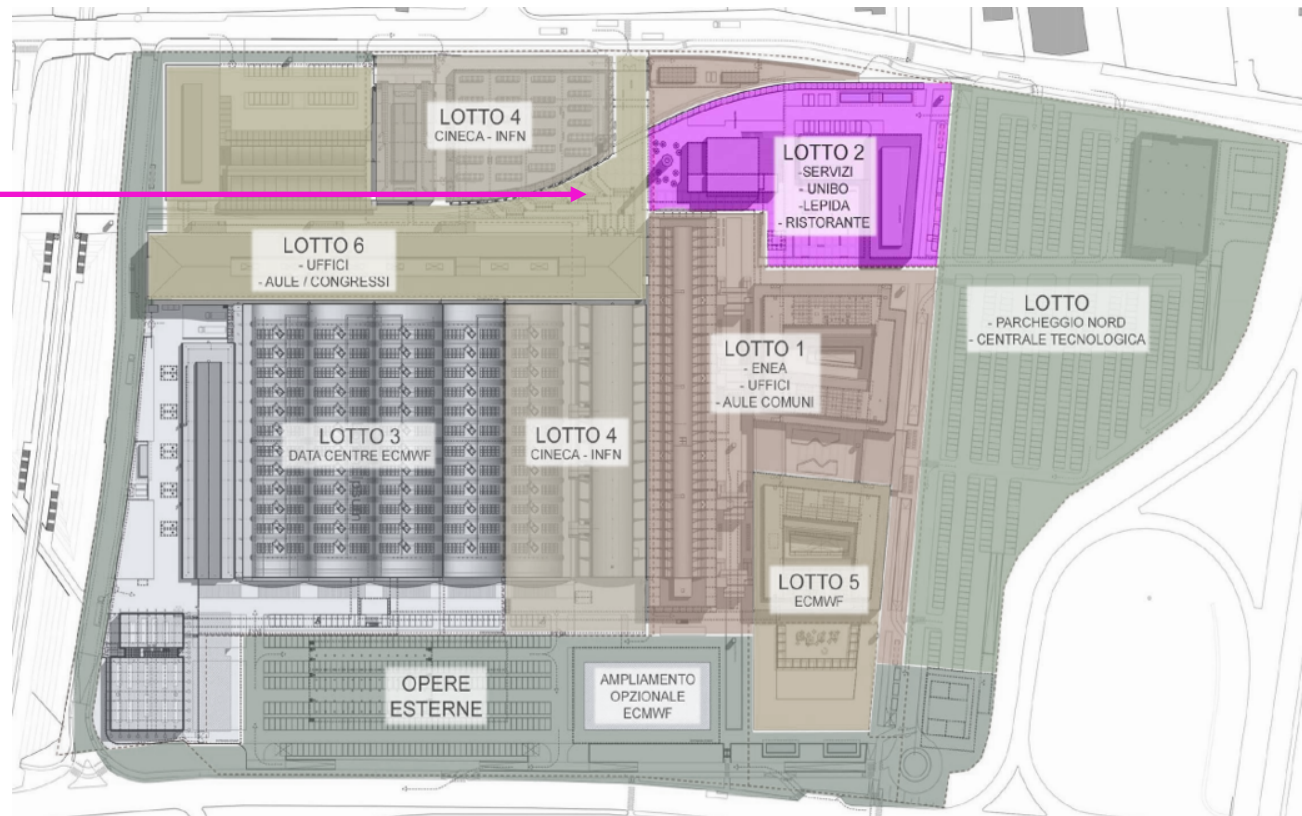 LOTTO 4
CINECA - INFN
LOTTO 2
-SERVIZI
- UNIBO
-LEPIDA
- RISTORANTE
LOTTO 6
- UFFICI
- AULE / CONGRESSI
LOTTO
- PARCHEGGIO NORD
- CENTRALE TECNOLOGICA
LOTTO 1
- ENEA
- UFFICI
- AULE COMUNI
LOTTO 3
DATA CENTRE ECMWF
LOTTO 4
CINECA - INFN
LOTTO 5
ECMWF
OPERE
ESTERNE
AMPLIAMENTO
OPZIONALE
ECMWF